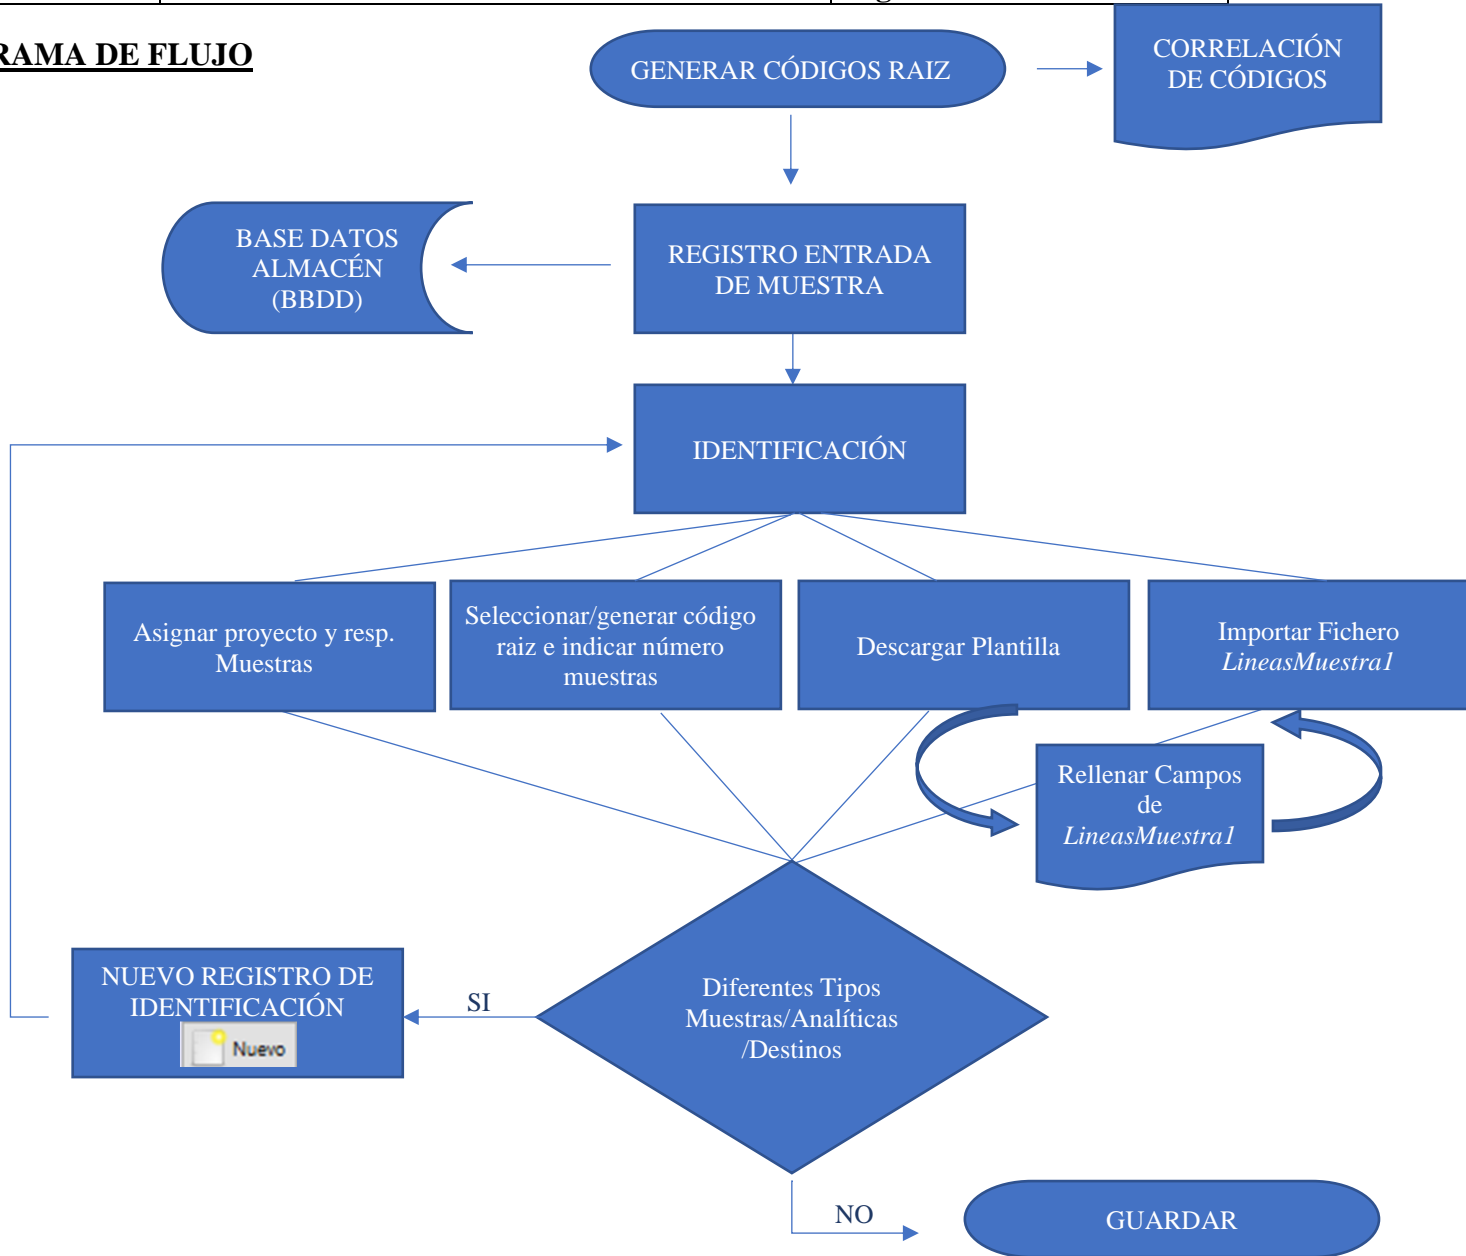 RAMA DE FLUJO
GENERAR CÓDIGOS RAIZ
CORRELACIÓN
DE CÓDIGOS
BASE DATOS
ALMACÉN
(BBDD)
REGISTRO ENTRADA
DE MUESTRA
IDENTIFICACIÓN
Asignar proyecto y resp.
Muestras
Seleccionar/generar código
raiz e indicar número
muestras
Descargar Plantilla
Importar Fichero
LineasMuestra1
Rellenar Campos
de
LineasMuestra1
NUEVO REGISTRO DE
IDENTIFICACIÓN
Nuevo
SI
Diferentes Tipos
Muestras/Analíticas
/Destinos
NO
GUARDAR